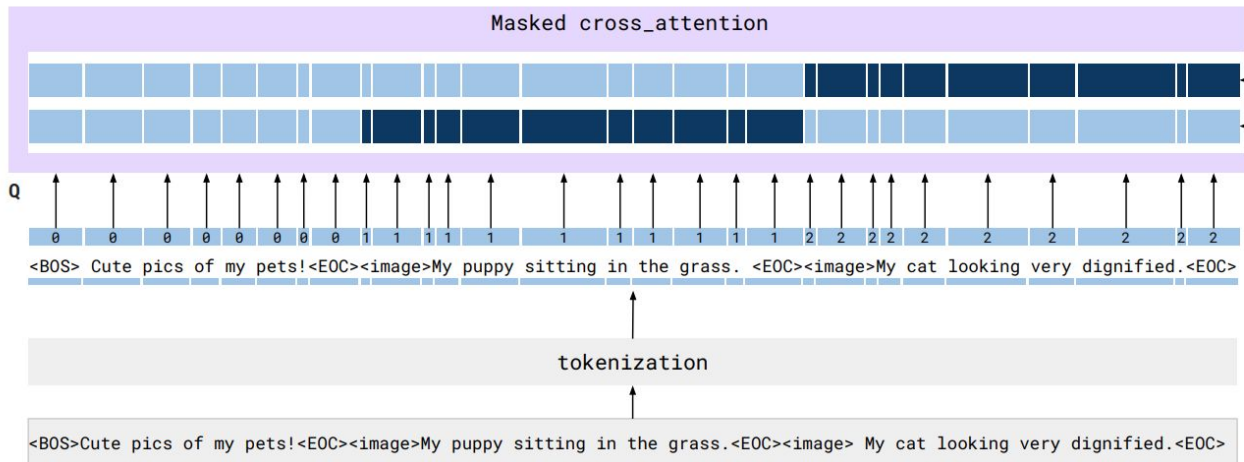 Masked cross_attention
Q
0 0 0 0 0 0 0 0 1 1 1 1 1 1 1 1 1 1 1 2 2 2 2 2 2 2 2 2 2
<BOS> Cute pics of my pets!<EOC><image>My puppy sitting in the grass. <EOC><image>My cat looking very dignified.<EOC>
tokenization
<BOS>Cute pics of my pets!<EOC><image>My puppy sitting in the grass.<EOC><image> My cat looking very dignified.<EOC>